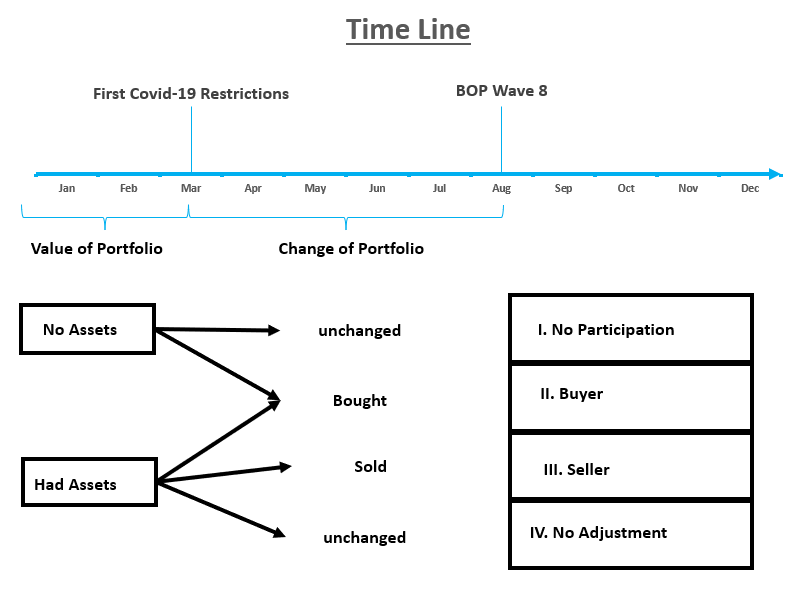 Time Line
First Covid-19 Restrictions
BOP Wave 8
Jan Feb Mar Apr May Jun Jul Aug Sep Oct Nov Dec
Value of Portfolio
Change of Portfolio
No Assets
unchanged
I. No Participation
Bought
II. Buyer
Had Assets
Sold
III. Seller
unchanged
IV. No Adjustment